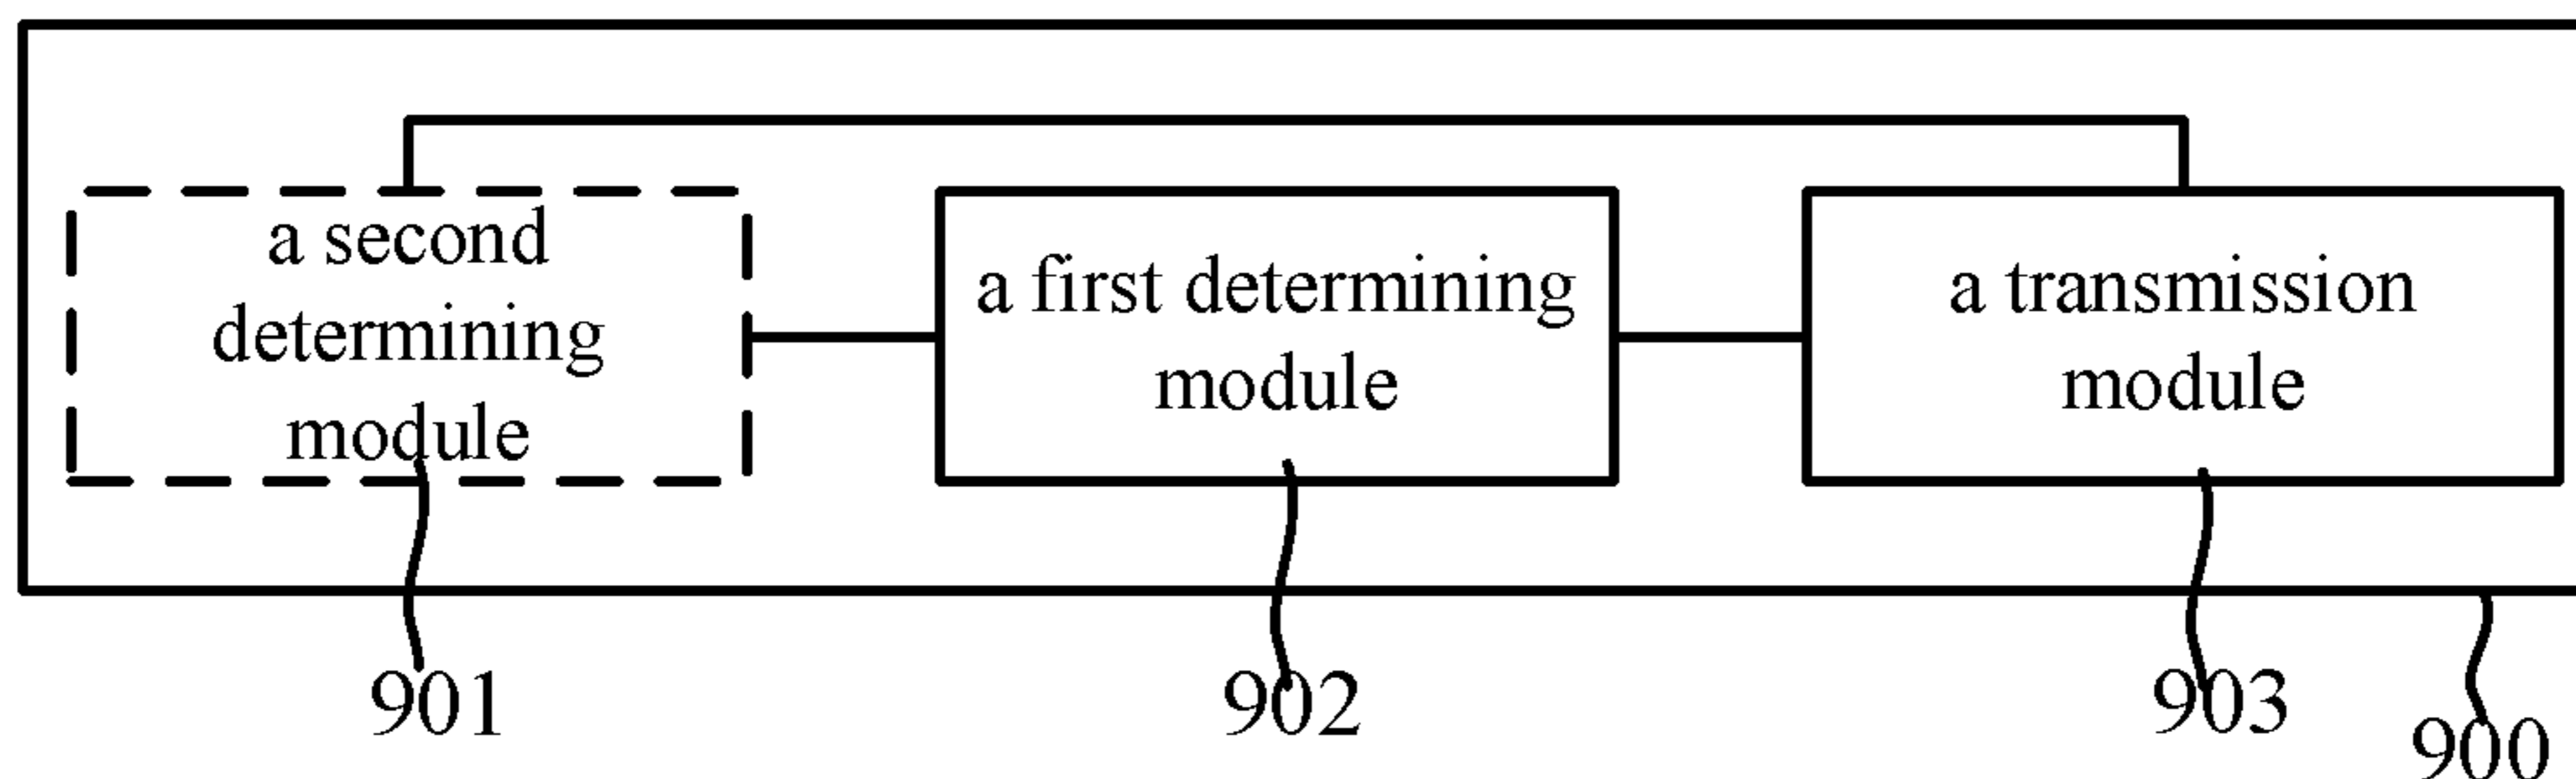 a second
determining
module
a first determining
module
a transmission
module
901
902
903
900